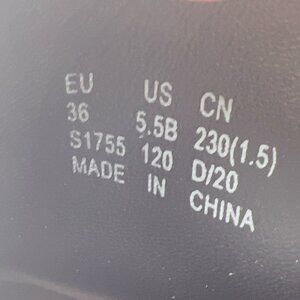 EU US CN
36 5.5B 230(1.5)
S1755 120 D/20
MADE IN CHINA